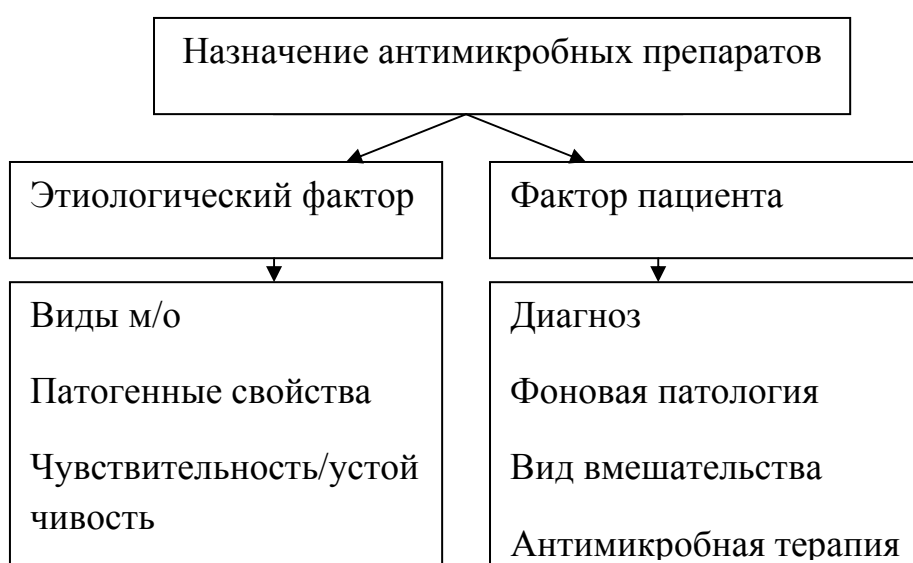 Назначение антимикробных препаратов
Этиологический фактор
Фактор пациента
Виды м/о
Патогенные свойства
Чувствительность/устой
чивость
Диагноз
Фоновая патология
Вид вмешательства
Антимикробная терапия